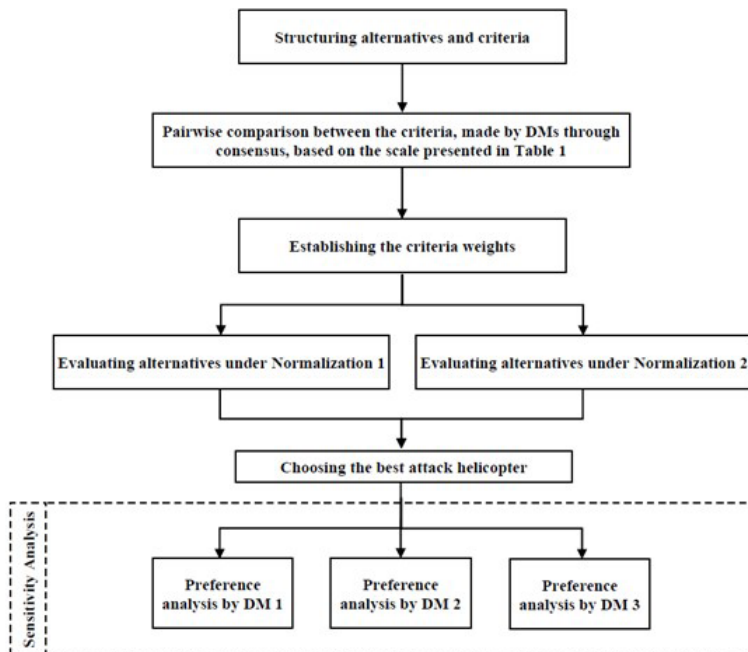 Structuring alternatives and criteria
Pairwise comparison between the criteria, made by DMs through
consensus, based on the scale presented in Table 1
Establishing the criteria weights
Evaluating alternatives under Normalization 1
Evaluating alternatives under Normalization 2
Choosing the best attack helicopter
Sensitivity Analysis
Preference
analysis by DM 1
Preference
analysis by DM 2
Preference
analysis by DM 3